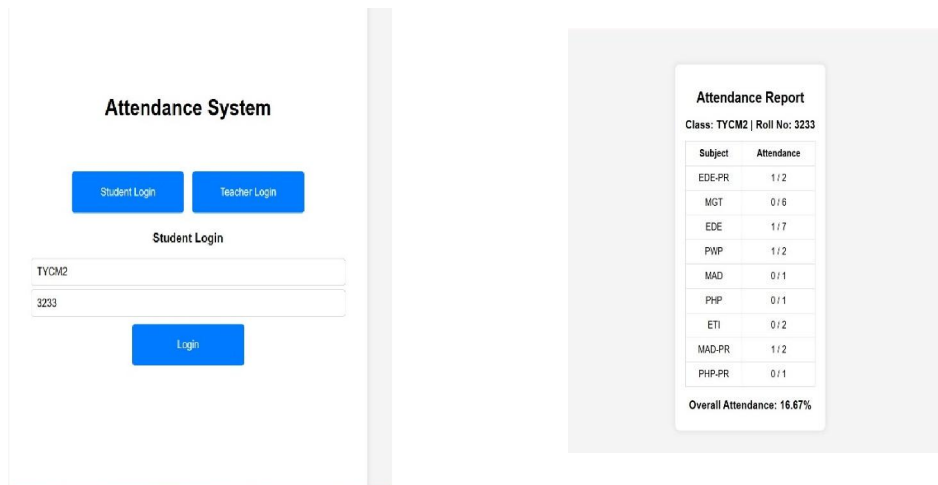 Attendance System
Student Login Teacher Login
Student Login
TYCM2
3233
Login
Attendance Report
Class: TYCM2 | Roll No: 3233
Subject Attendance
EDE-PR 1 / 2
MGT 0 / 6
EDE 1 / 7
PWP 1 / 2
MAD 0 / 1
PHP 0 / 1
ETI 0 / 2
MAD-PR 1 / 2
PHP-PR 0 / 1
Overall Attendance: 16.67%